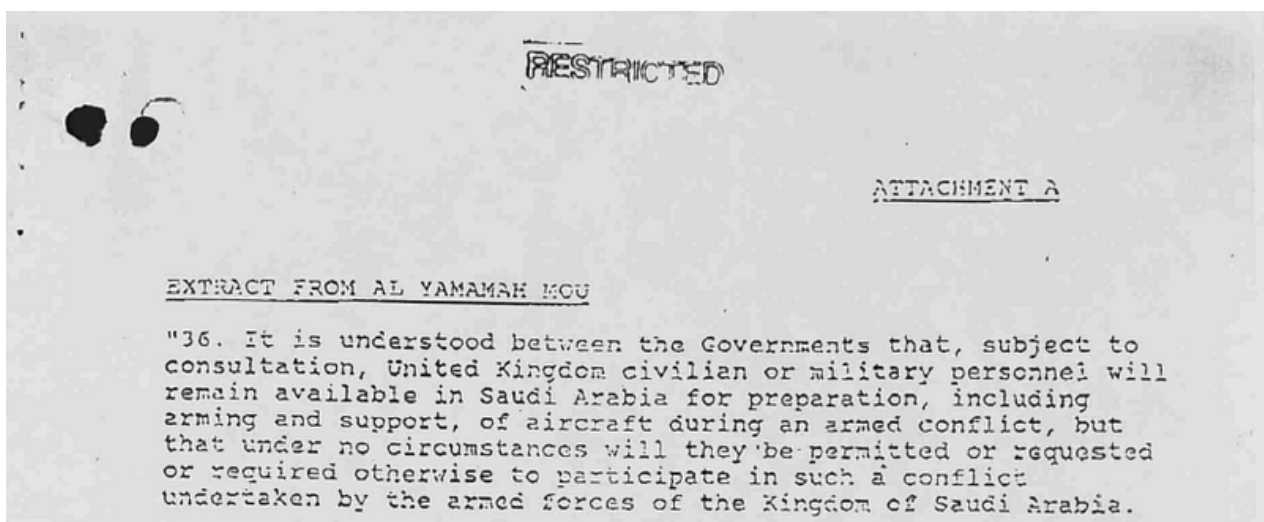 RESTRICTED
ATTACHMENT A
EXTRACT FROM AL YAMAMAH MOU
"36. It is understood between the Governments that, subject to
consultation, United Kingdom civilian or military personnel will
remain available in Saudi Arabia for preparation, including
arming and support, of aircraft during an armed conflict, but
that under no circumstances will they be permitted or requested
or required otherwise to participate in such a conflict
undertaken by the armed forces of the Kingdom of Saudi Arabia.